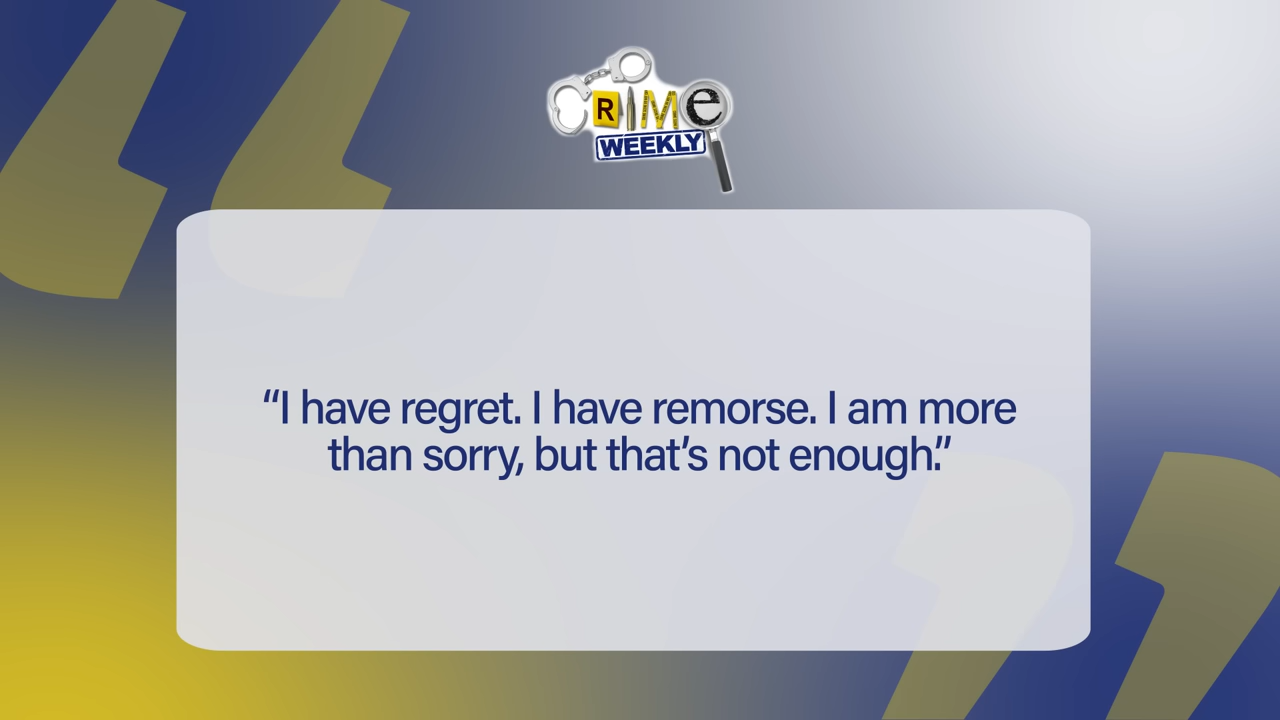 CRIME
WEEKLY
“I have regret. I have remorse. I am more
than sorry, but that’s not enough.”